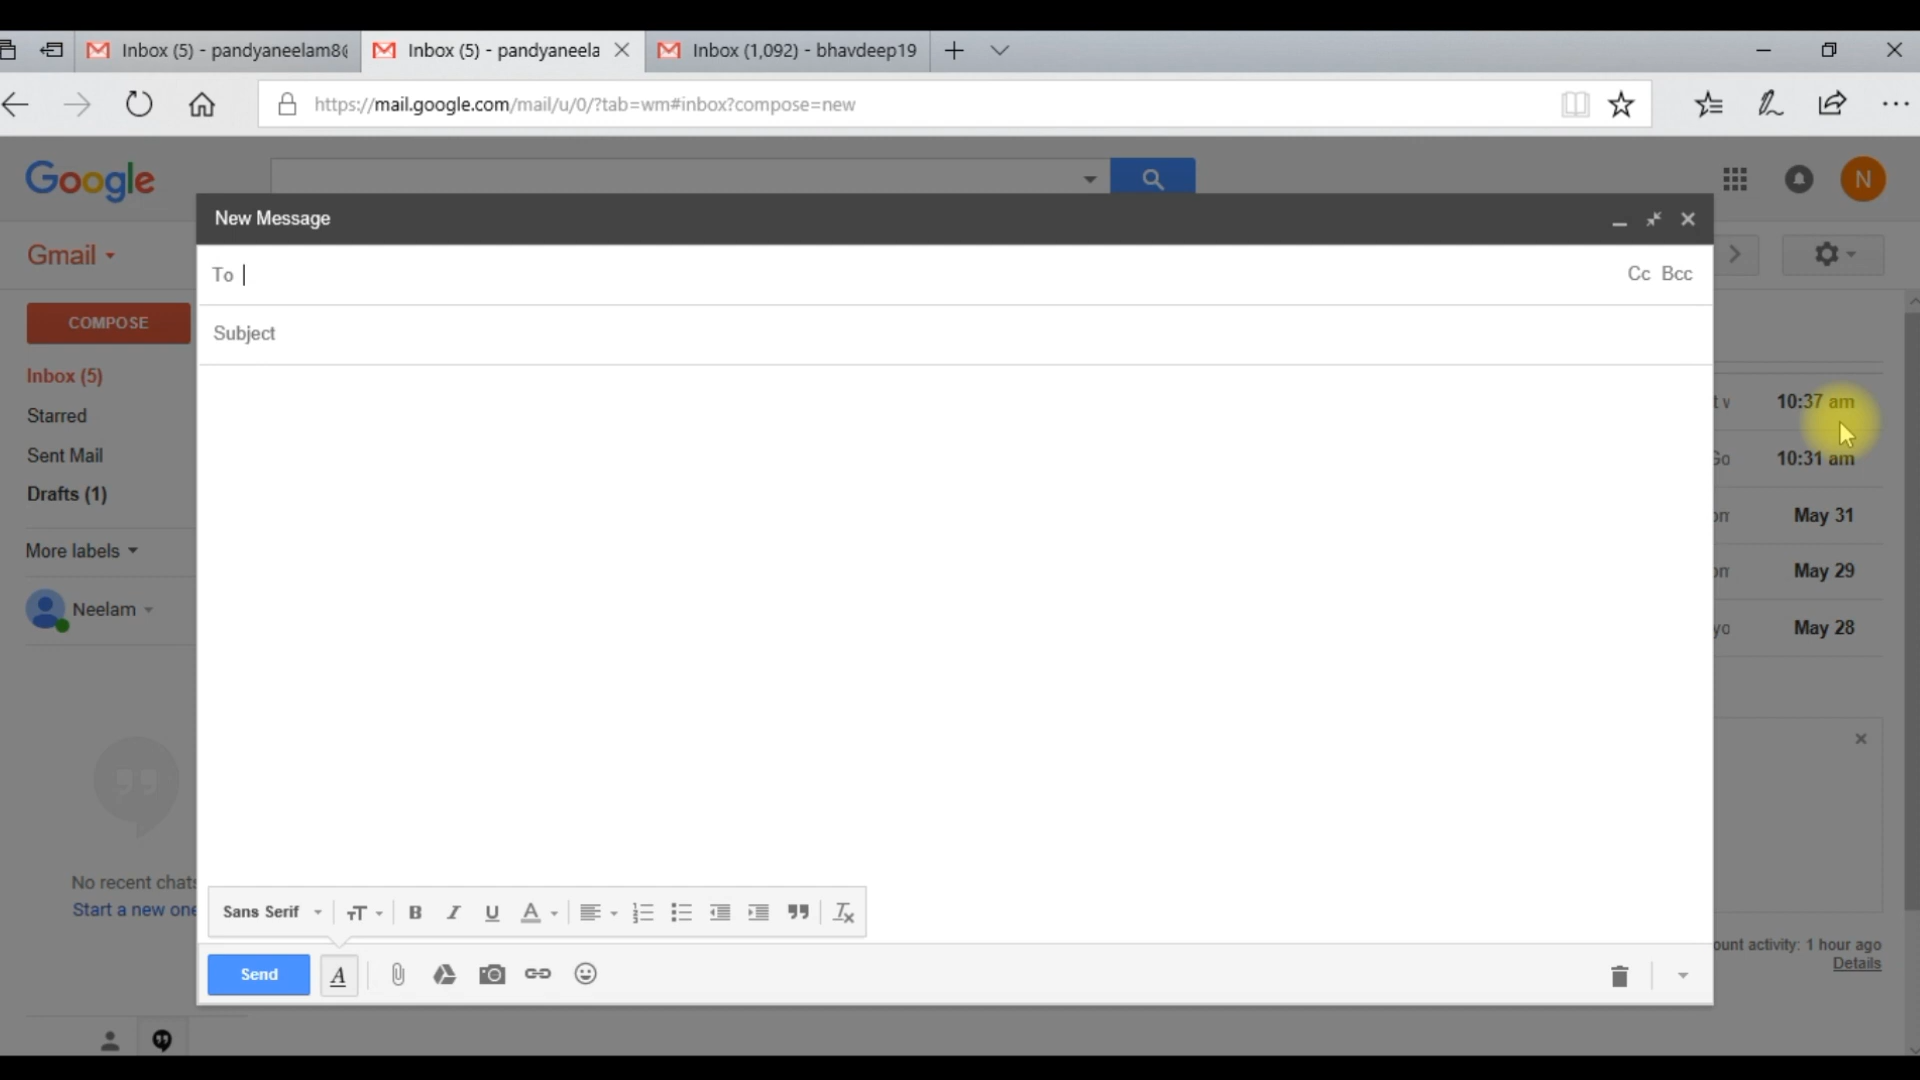 Inbox (5) - pandyaneelam8
Inbox (5) - pandyaneela
Inbox (1,092) - bhavdeep19
https://mail.google.com/mail/u/0/?tab=wm#inbox?compose=new
Google
N
New Message
Gmail
To
Cc Bcc
Subject
COMPOSE
Inbox (5)
Starred
Sent Mail
Drafts (1)
More labels
Neelam
10:37 am
10:31 am
May 31
May 29
yo
May 28
No recent chats
Start a new one
Sans Serif
Send
ount activity: 1 hour ago
Details